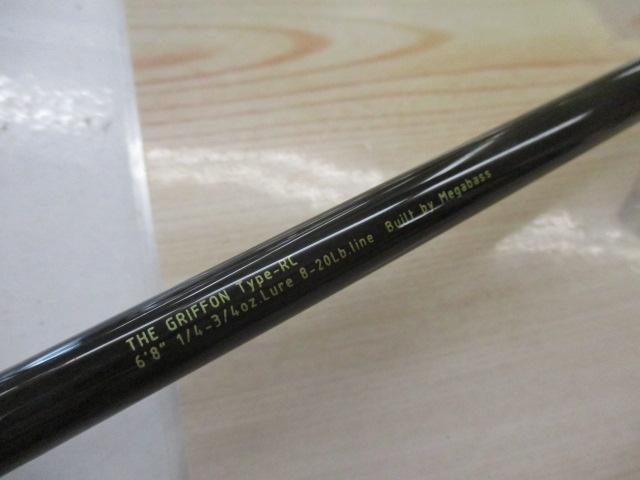 THE GRIFFON Type-RC
6'8" 1/4-3/4oz.Lure 8-20Lb.line Built by Megabass